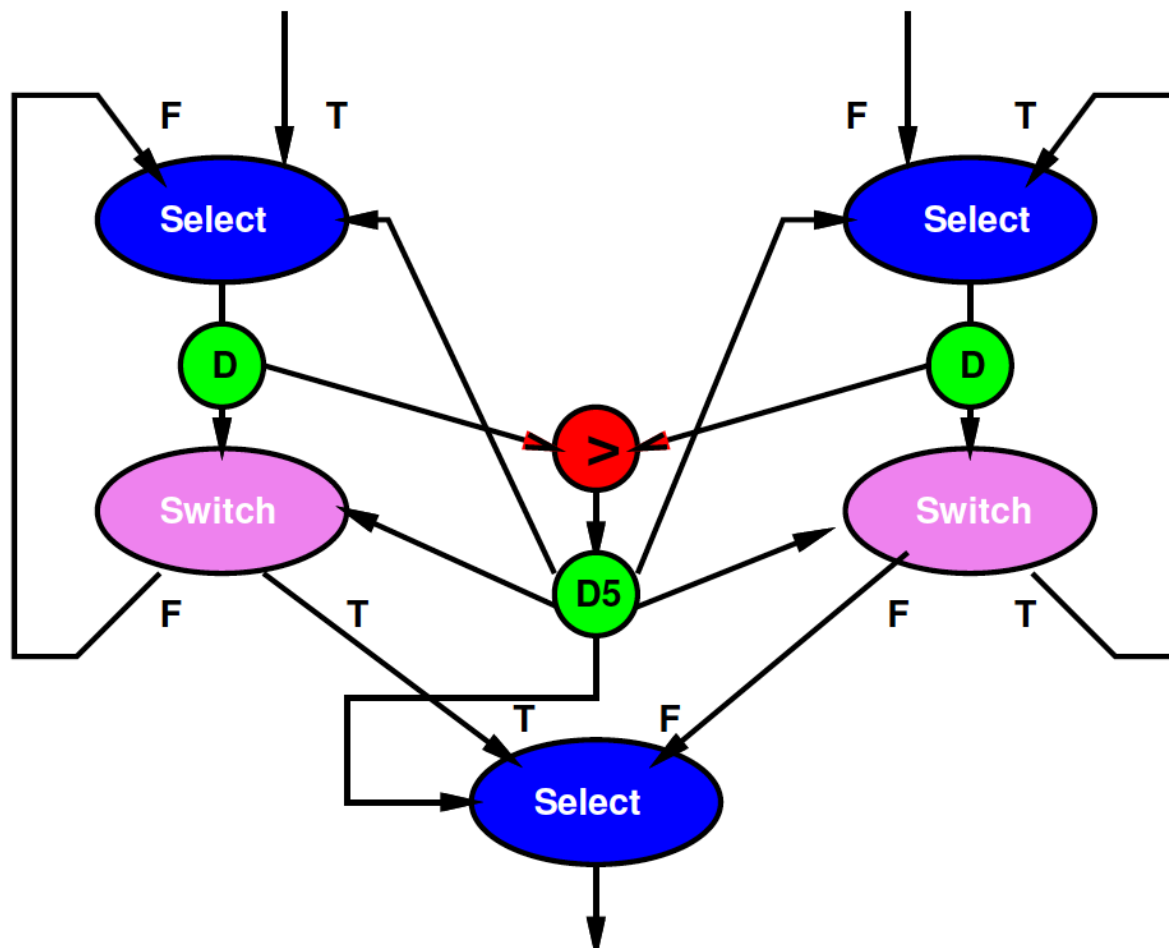 F T F T
Select Select
D D
>
Switch Switch
D5
F T F T
T F
Select